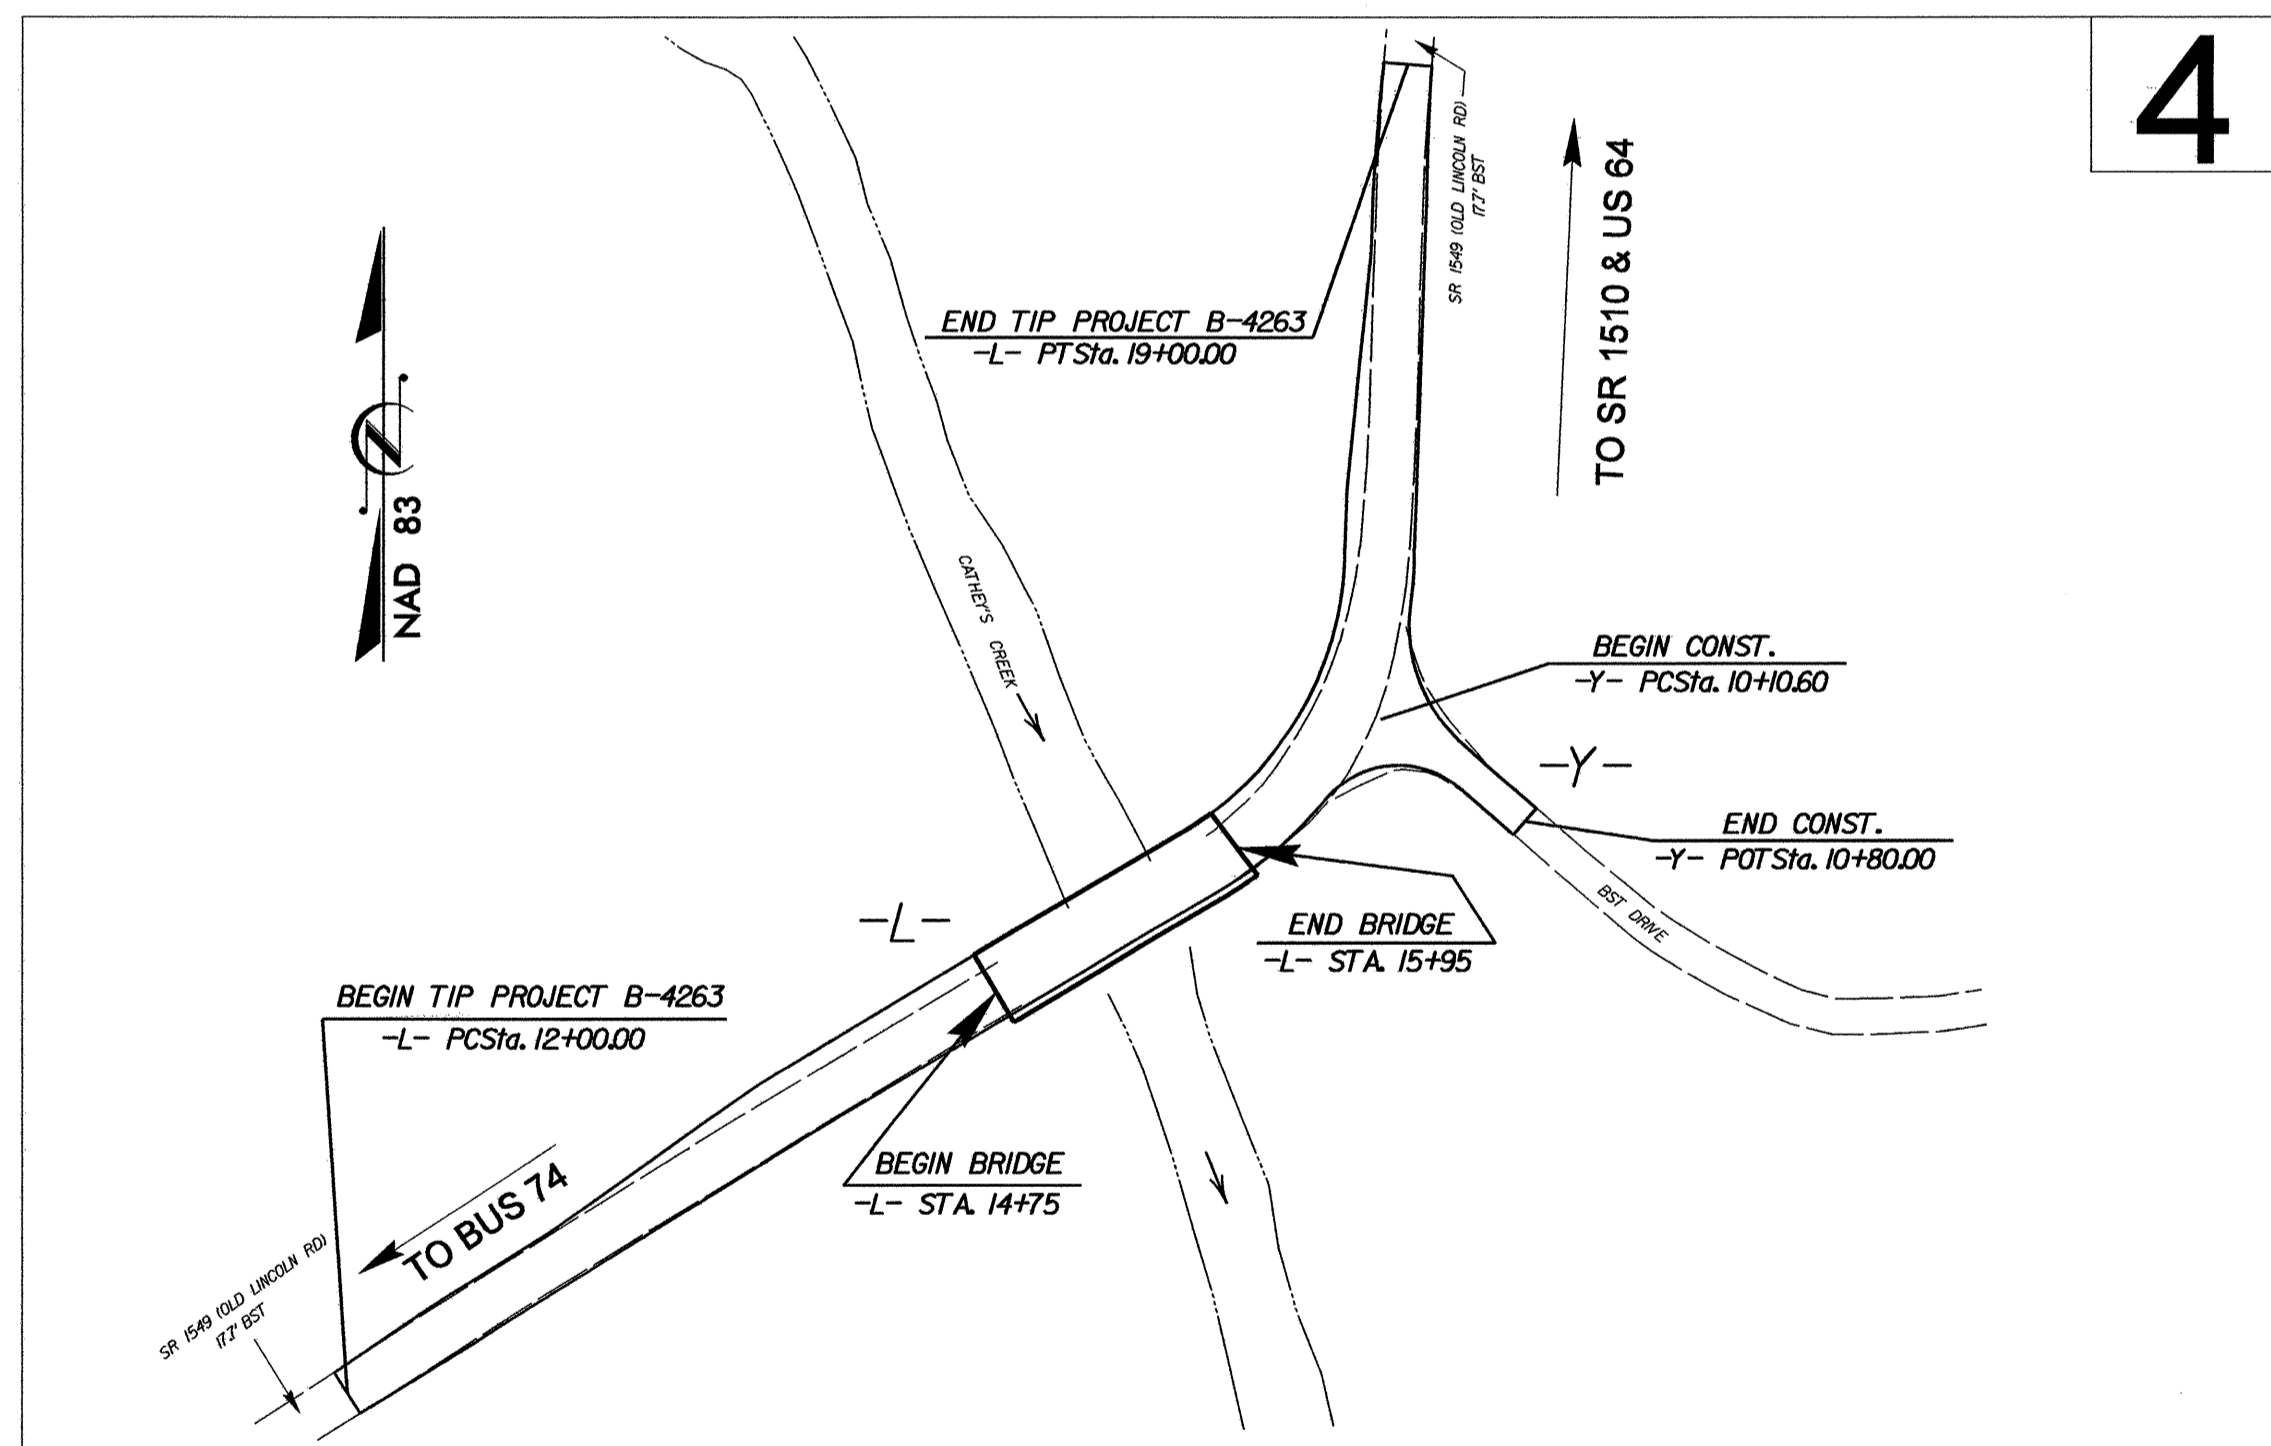 4
SR 1549 (OLD LINCOLN RD)
17.7' BST
TO SR 1510 & US 64
END TIP PROJECT B-4263
-L- PTSta. 19+00.00
NAD 83
CATHEY'S CREEK
BEGIN CONST.
-Y- PCSta. 10+10.60
-Y-
END CONST.
-Y- POTSta. 10+80.00
BST DRIVE
-L-
END BRIDGE
-L- STA. 15+95
BEGIN TIP PROJECT B-4263
-L- PCSta. 12+00.00
BEGIN BRIDGE
-L- STA. 14+75
TO BUS 74
SR 1549 (OLD LINCOLN RD)
17.7' BST